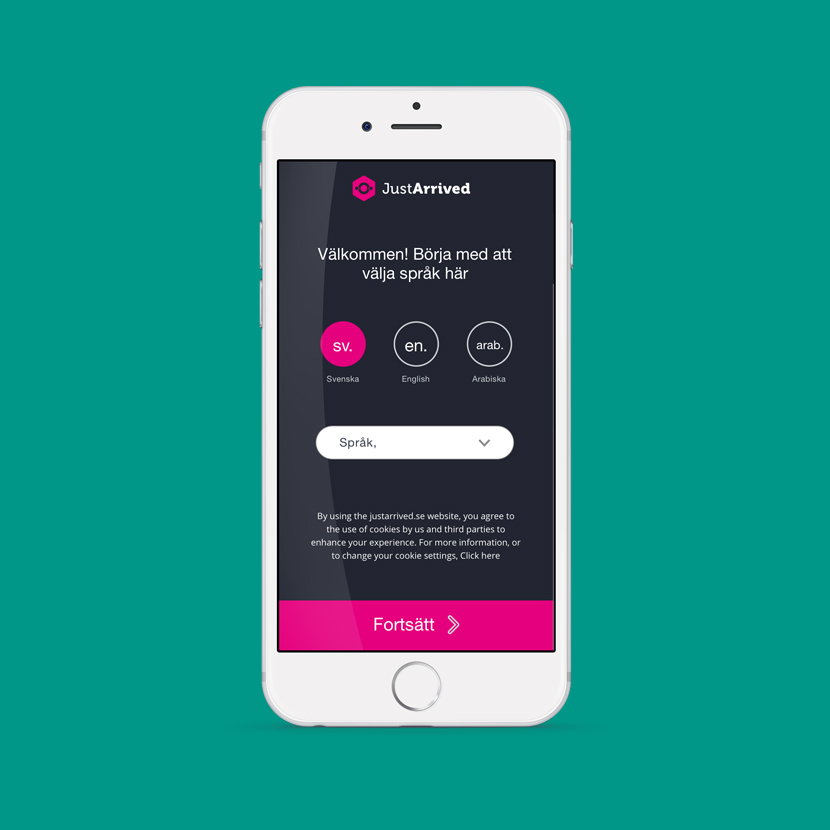 JustArrived
Välkommen! Börja med att
välja språk här
sv. en. arab.
Svenska English Arabiska
Språk,
By using the justarrived.se website, you agree to
the use of cookies by us and third parties to
enhance your experience. For more information, or
to change your cookie settings, Click here
Fortsätt